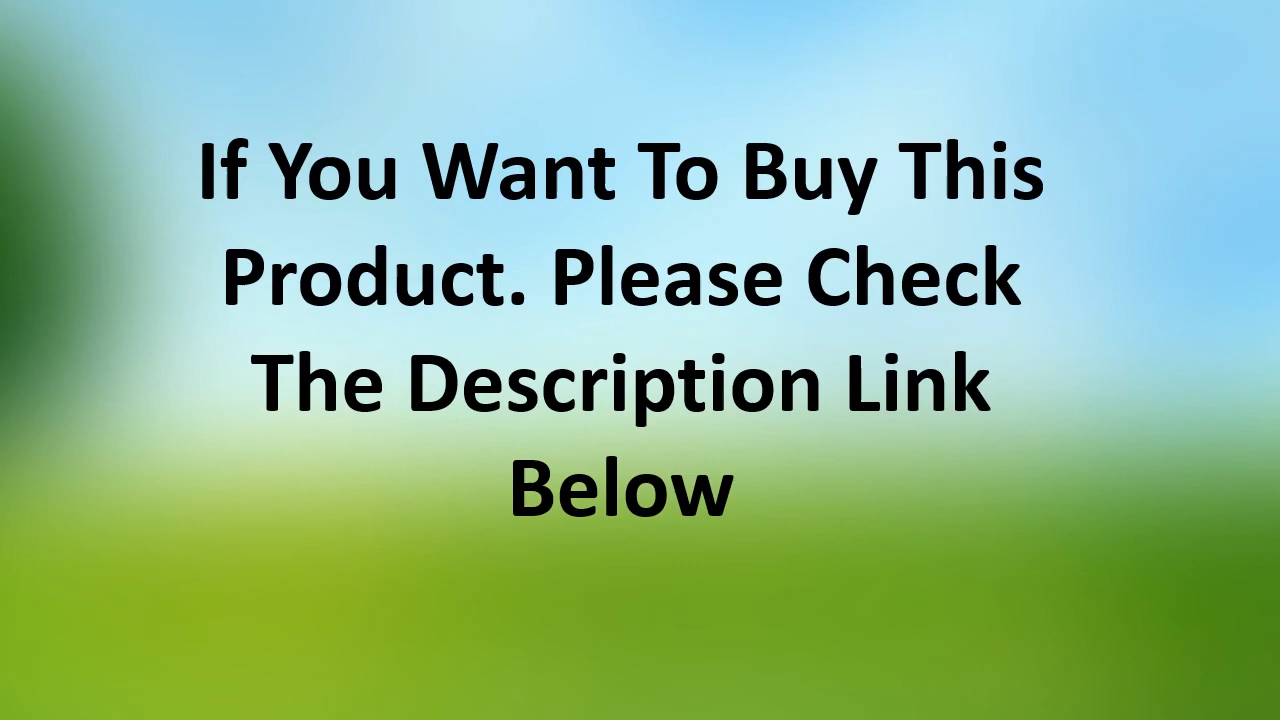 If You Want To Buy This
Product. Please Check
The Description Link
Below